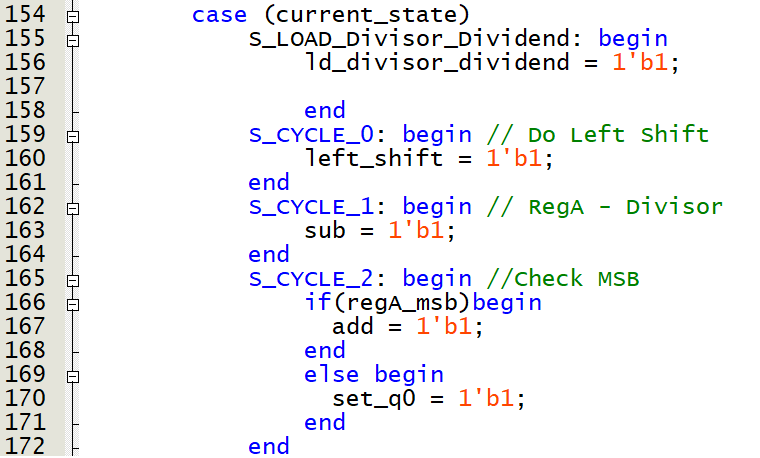 154 case (current_state)
155 S_LOAD_Divisor_Dividend: begin
156 ld_divisor_dividend = 1'b1;
157
158 end
159 S_CYCLE_0: begin // Do Left Shift
160 left_shift = 1'b1;
161 end
162 S_CYCLE_1: begin // RegA - Divisor
163 sub = 1'b1;
164 end
165 S_CYCLE_2: begin //Check MSB
166 if(regA_msb)begin
167 add = 1'b1;
168 end
169 else begin
170 set_q0 = 1'b1;
171 end
172 end